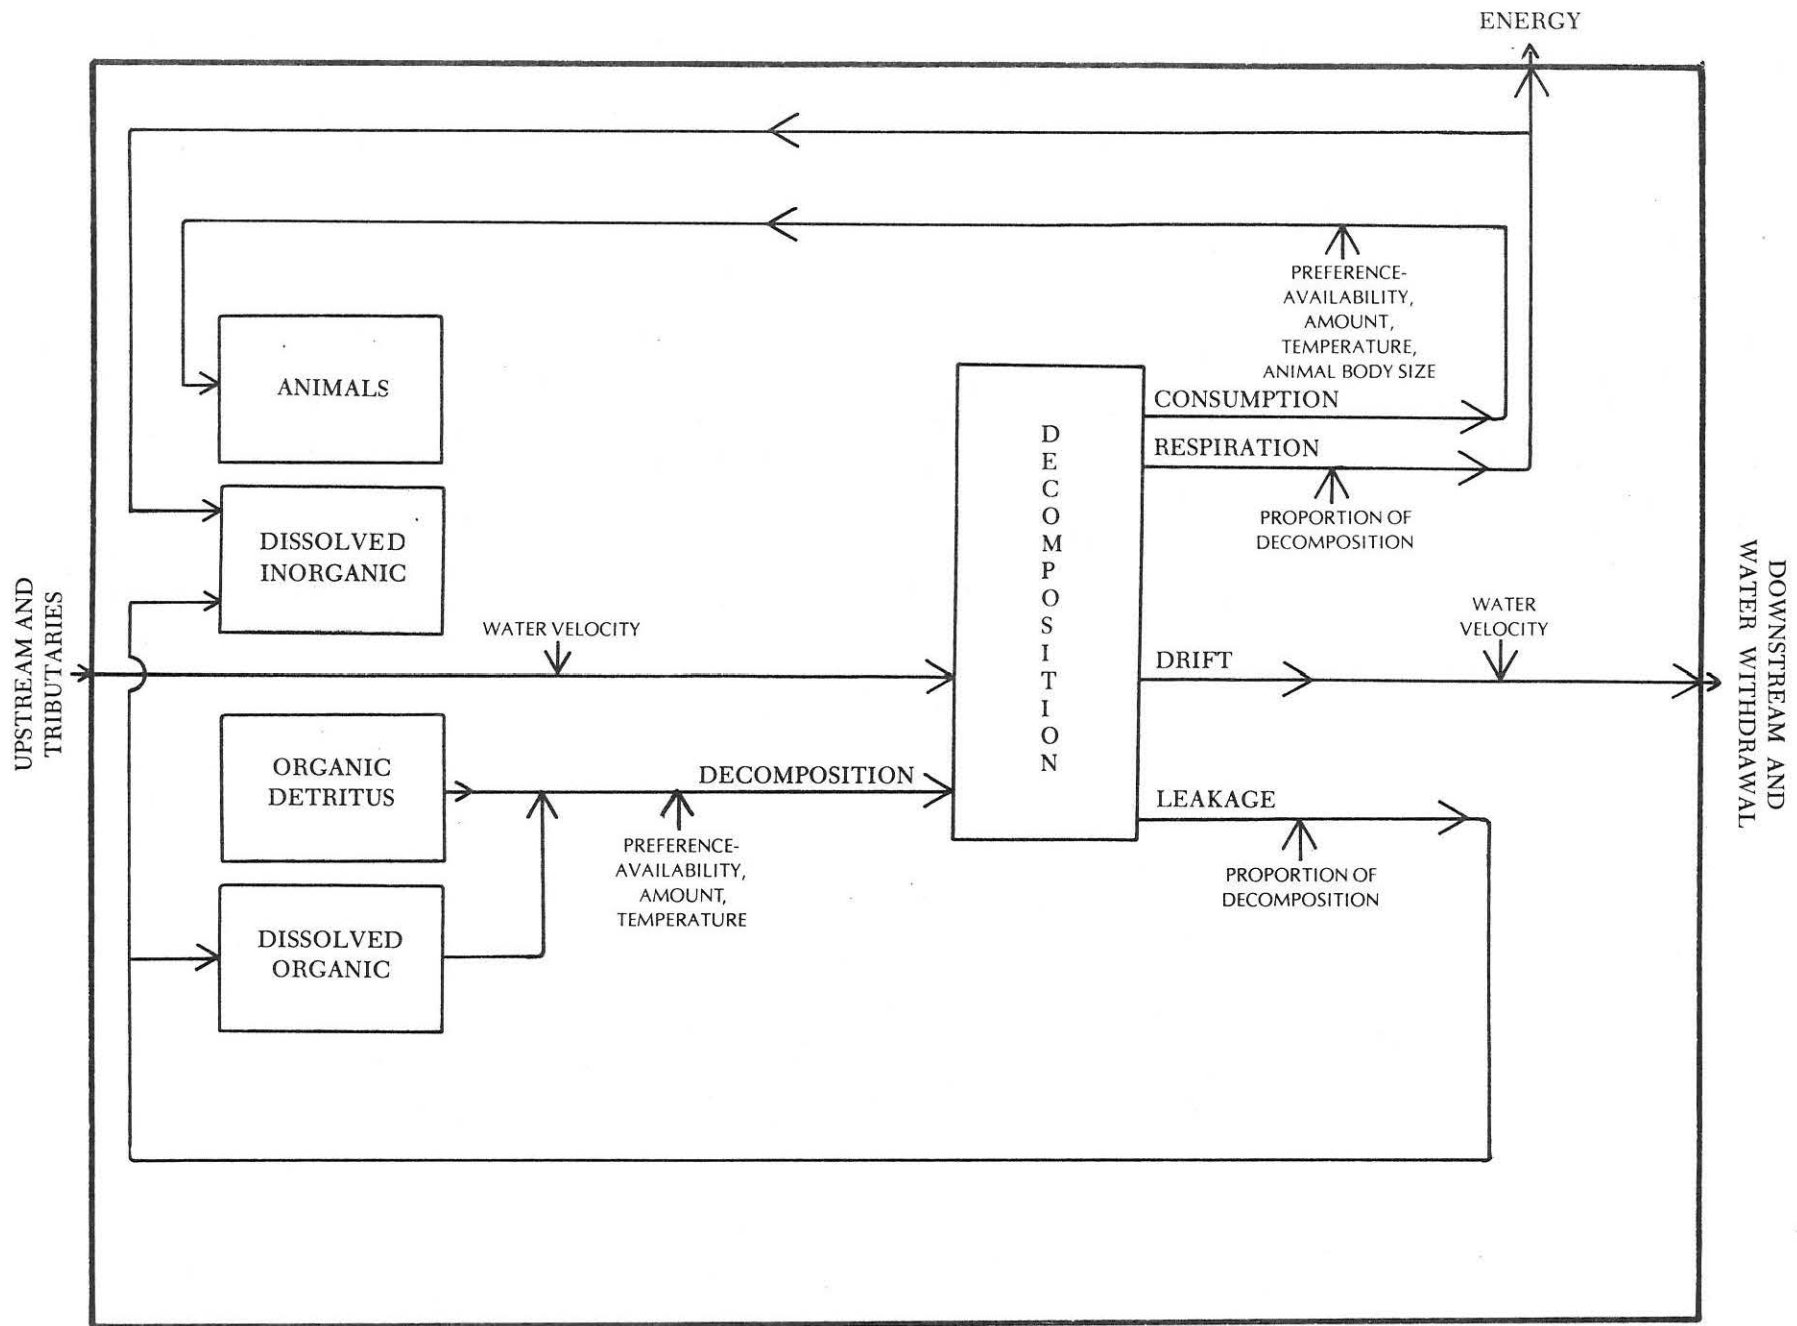 ENERGY
PREFERENCE-
AVAILABILITY,
AMOUNT,
TEMPERATURE,
ANIMAL BODY SIZE
ANIMALS
CONSUMPTION
RESPIRATION
PROPORTION OF
DECOMPOSITION
DISSOLVED
INORGANIC
DECOMPOSITION
UPSTREAM AND
TRIBUTARIES
WATER VELOCITY
DRIFT
WATER
VELOCITY
DOWNSTREAM AND
WATER WITHDRAWAL
ORGANIC
DETRITUS
DECOMPOSITION
PREFERENCE-
AVAILABILITY,
AMOUNT,
TEMPERATURE
LEAKAGE
PROPORTION OF
DECOMPOSITION
DISSOLVED
ORGANIC